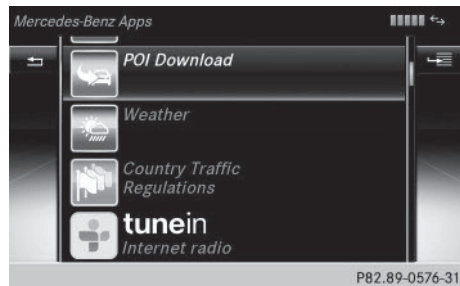 Mercedes-Benz Apps
POI Download
Weather
Country Traffic
Regulations
tunein
Internet radio
P82.89-0576-31